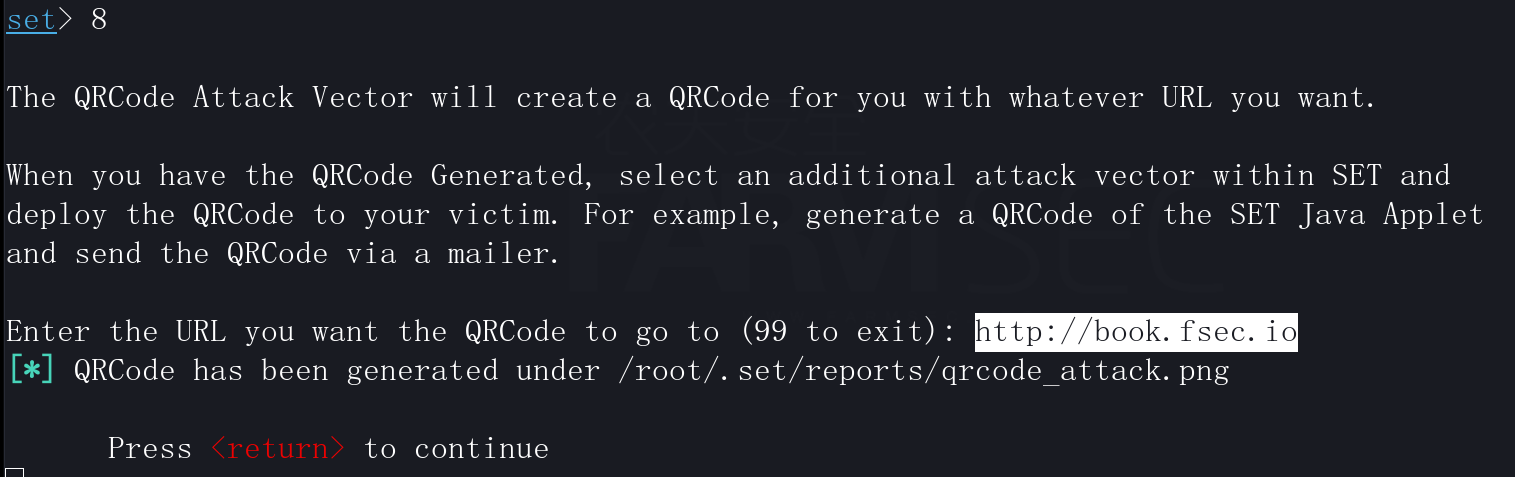 set> 8
The QRCode Attack Vector will create a QRCode for you with whatever URL you want.
When you have the QRCode Generated, select an additional attack vector within SET and
deploy the QRCode to your victim. For example, generate a QRCode of the SET Java Applet
and send the QRCode via a mailer.
Enter the URL you want the QRCode to go to (99 to exit): http://book.fsec.io
[*] QRCode has been generated under /root/.set/reports/qrcode_attack.png
Press <return> to continue